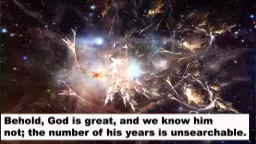 Behold, God is great, and we know him
not; the number of his years is unsearchable.